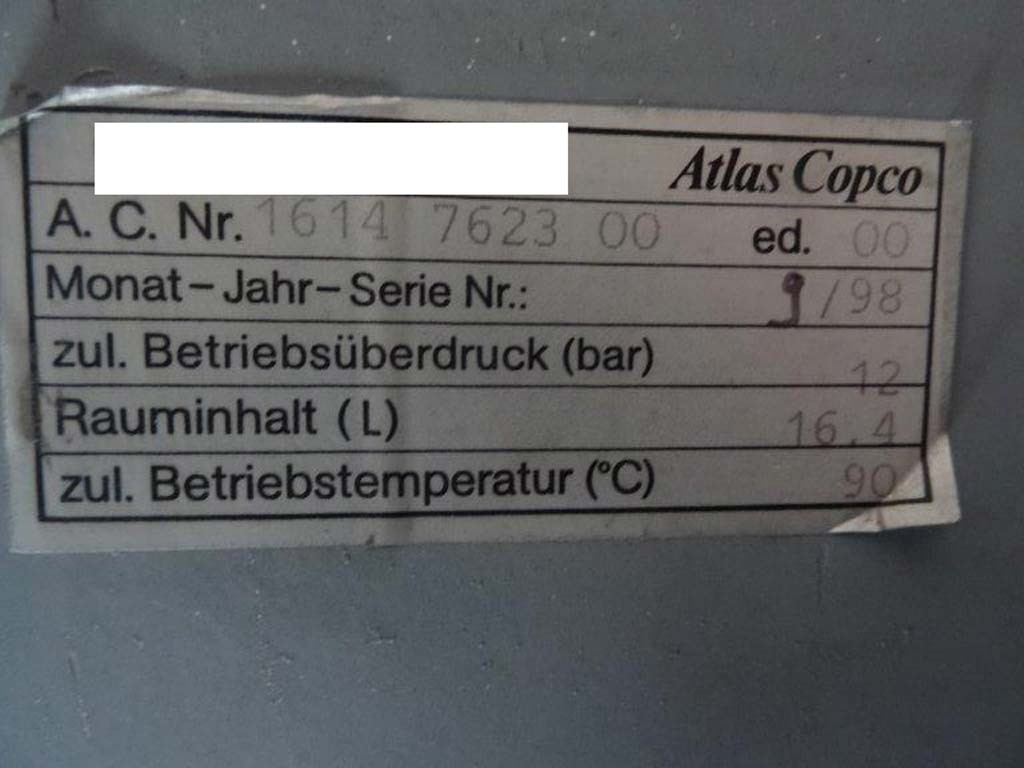 Atlas Copco
A. C. Nr. 1614 7623 00 ed. 00
Monat-Jahr-Serie Nr.: 9/98
zul. Betriebsüberdruck (bar) 12
Rauminhalt (L) 16.4
zul. Betriebstemperatur (°C) 90